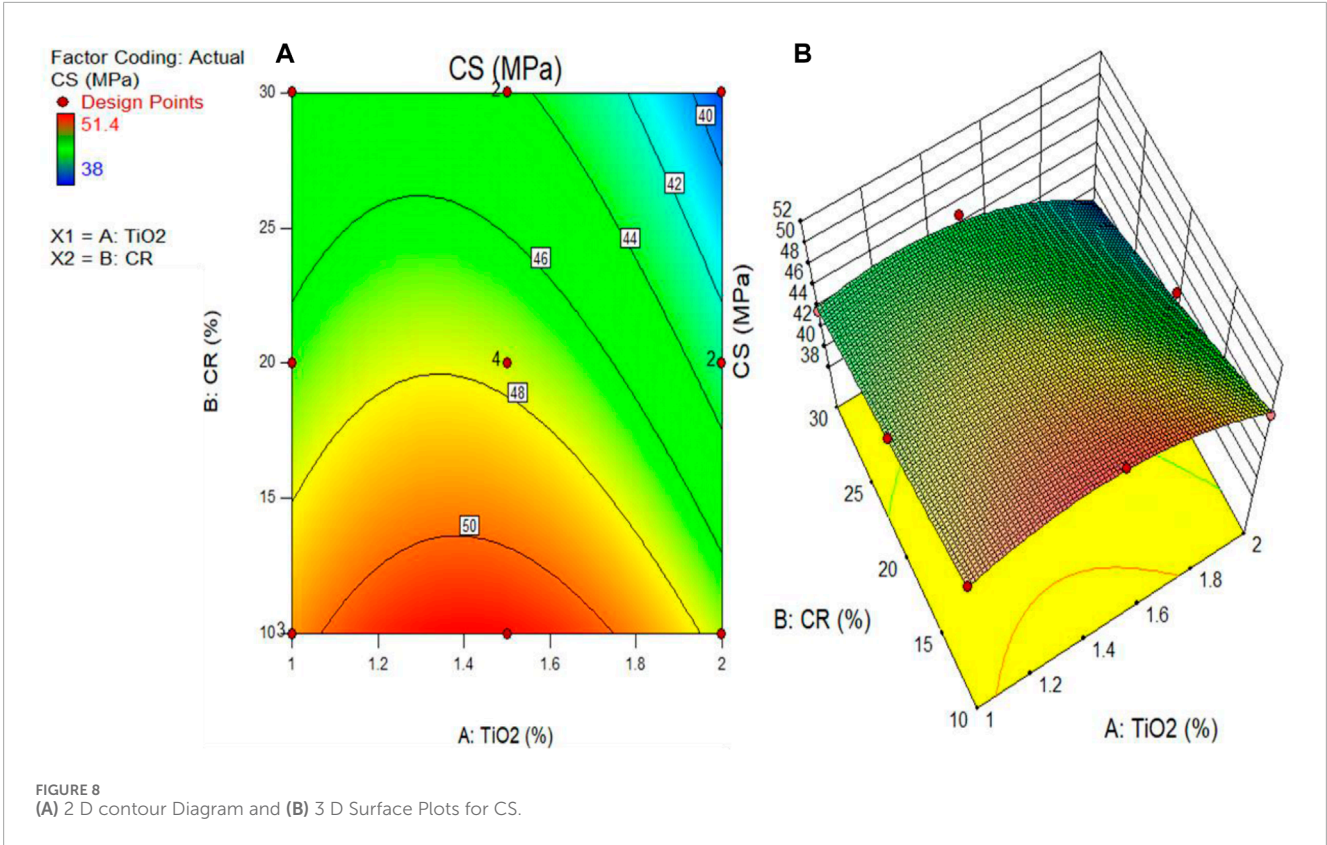 Factor Coding: Actual
CS (MPa)
Design Points
51.4
38
X1 = A: TiO2
X2 = B: CR
A
CS (MPa)
30
25
20
15
10
B: CR (%)
2
4
2
3
40
42
44
46
48
50
1
1.2
1.4
1.6
1.8
2
A: TiO2 (%)
B
CS (MPa)
52
50
48
46
44
42
40
38
30
25
20
15
10
B: CR (%)
1
1.2
1.4
1.6
1.8
2
A: TiO2 (%)
FIGURE 8
(A) 2 D contour Diagram and (B) 3 D Surface Plots for CS.